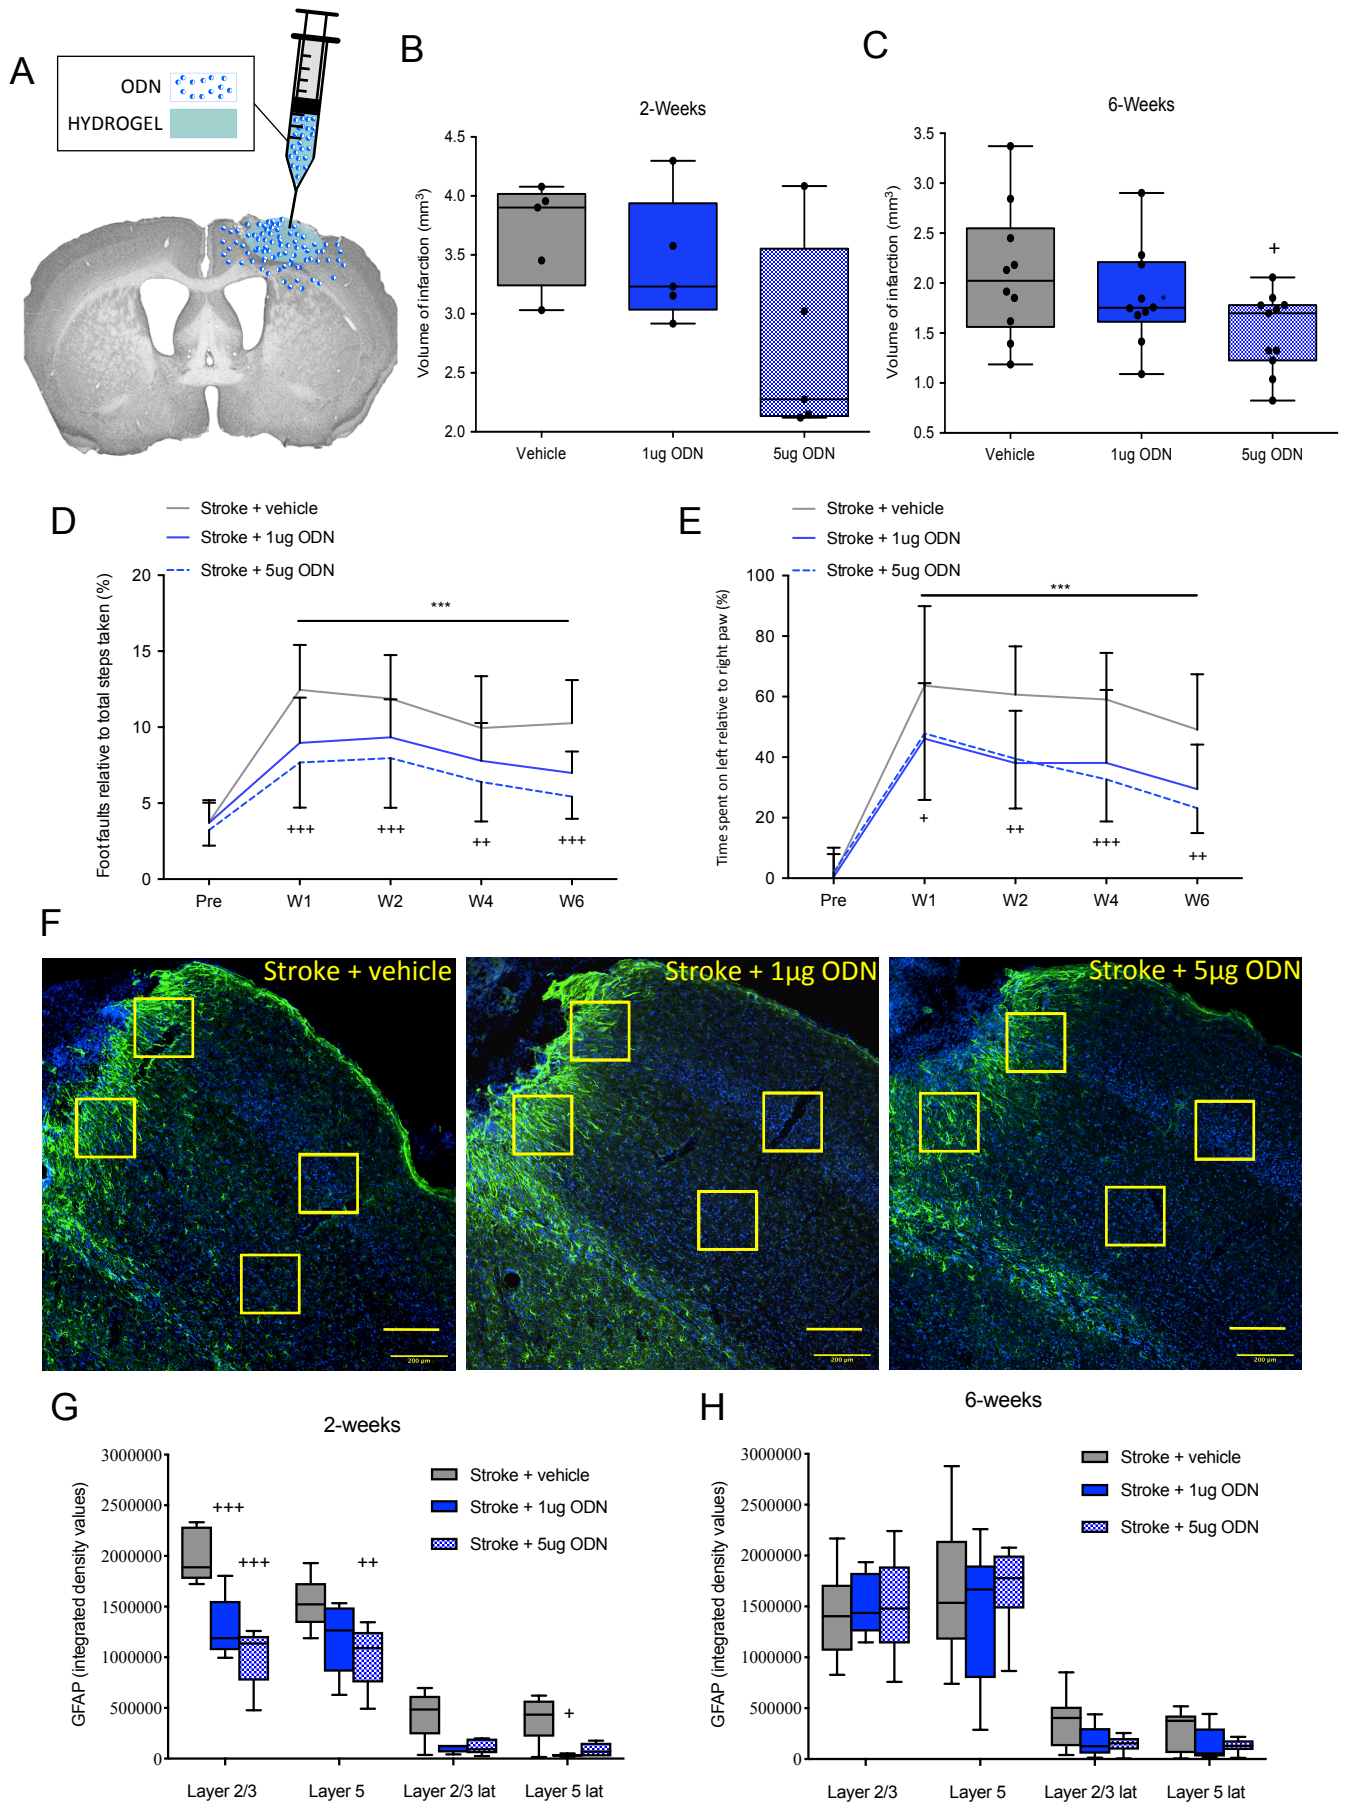 A
ODN
HYDROGEL
B
2-Weeks
Volume of infarction (mm³)
4.5
4.0
3.5
3.0
2.5
2.0
Vehicle
1ug ODN
5ug ODN
C
6-Weeks
Volume of infarction (mm³)
3.5
3.0
2.5
2.0
1.5
1.0
0.5
*
+
Vehicle
1ug ODN
5ug ODN
D
Stroke + vehicle
Stroke + 1ug ODN
Stroke + 5ug ODN
Foot faults relative to total steps taken (%)
20
15
10
5
0
***
+++
+++
++
+++
Pre
W1
W2
W4
W6
E
Stroke + vehicle
Stroke + 1ug ODN
Stroke + 5ug ODN
Time spent on left relative to right paw (%)
100
80
60
40
20
0
***
+
++
+++
++
Pre
W1
W2
W4
W6
F
Stroke + vehicle
200 µm
Stroke + 1µg ODN
200 µm
Stroke + 5µg ODN
200 µm
G
2-weeks
GFAP (integrated density values)
3000000
2500000
2000000
1500000
1000000
500000
0
Stroke + vehicle
Stroke + 1ug ODN
Stroke + 5ug ODN
+++
+++
++
+
Layer 2/3
Layer 5
Layer 2/3 lat
Layer 5 lat
H
6-weeks
GFAP (integrated density values)
3000000
2500000
2000000
1500000
1000000
500000
0
Stroke + vehicle
Stroke + 1ug ODN
Stroke + 5ug ODN
Layer 2/3
Layer 5
Layer 2/3 lat
Layer 5 lat